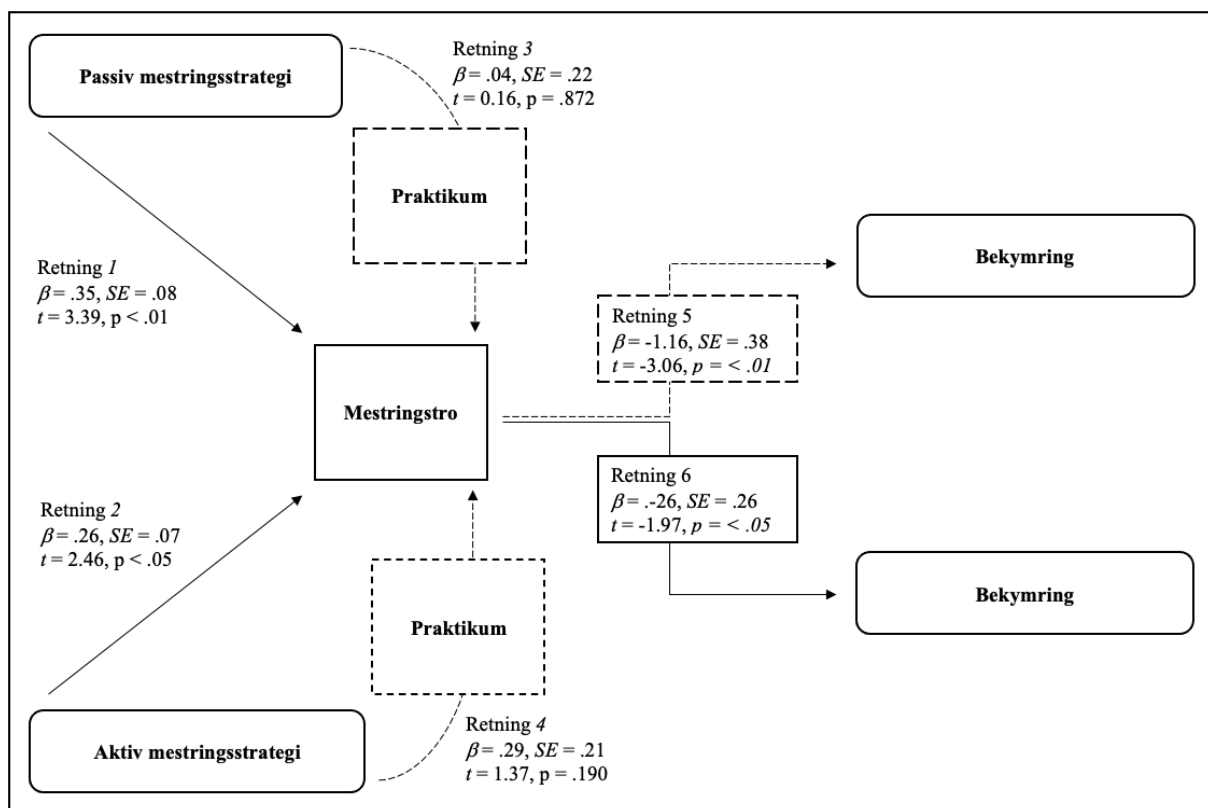 Passiv mestringsstrategi
Retning 3
β = .04, SE = .22
t = 0.16, p = .872
Praktikum
Retning 1
β = .35, SE = .08
t = 3.39, p < .01
Bekymring
Retning 5
β = -1.16, SE = .38
t = -3.06, p = < .01
Mestringstro
Retning 6
β = .-26, SE = .26
t = -1.97, p = < .05
Retning 2
β = .26, SE = .07
t = 2.46, p < .05
Bekymring
Praktikum
Aktiv mestringsstrategi
Retning 4
β = .29, SE = .21
t = 1.37, p = .190